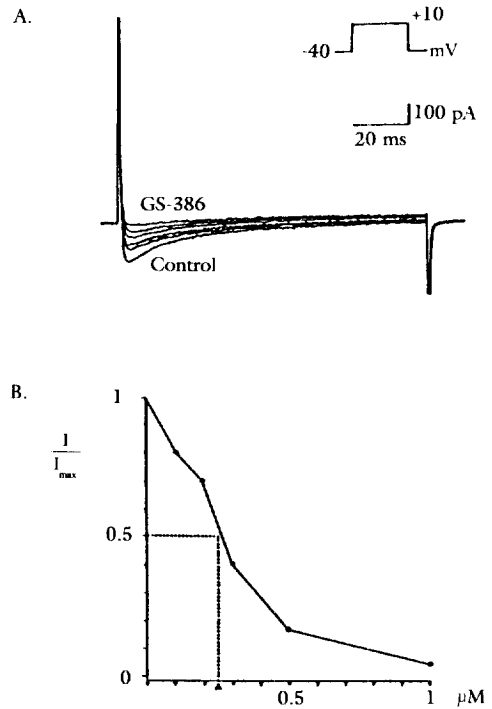 A.
+10
-40 mV
100 pA
20 ms
GS-386
Control
B.
1
I
I max
0.5
0
0.5 1 μM